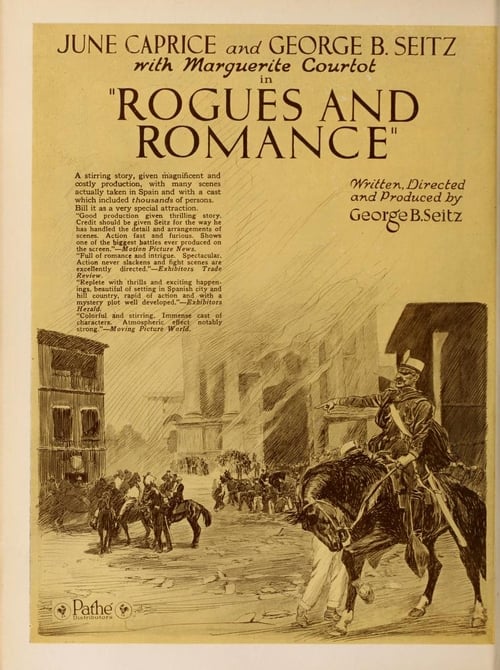 JUNE CAPRICE and GEORGE B. SEITZ
with Marguerite Courtot
in
"ROGUES AND
ROMANCE"
A stirring story, given magnificent and
costly production, with many scenes
actually taken in Spain and with a cast
which included thousands of persons.
Bill it as a very special attraction.
"Good production given thrilling story.
Credit should be given Seitz for the way he
has handled the detail and arrangements of
scenes. Action fast and furious. Shows
one of the biggest battles ever produced on
the screen."—Motion Picture News.
"Full of romance and intrigue. Spectacular.
Action never slackens and fight scenes are
excellently directed."—Exhibitors Trade
Review.
"Replete with thrills and exciting happen-
ings, beautiful of setting in Spanish city and
hill country, rapid of action and with a
mystery plot well developed."—Exhibitors
Herald.
"Colorful and stirring. Immense cast of
characters. Atmospheric effect notably
strong."—Moving Picture World.
Written, Directed
and Produced by
George B. Seitz
Pathé
Distributors